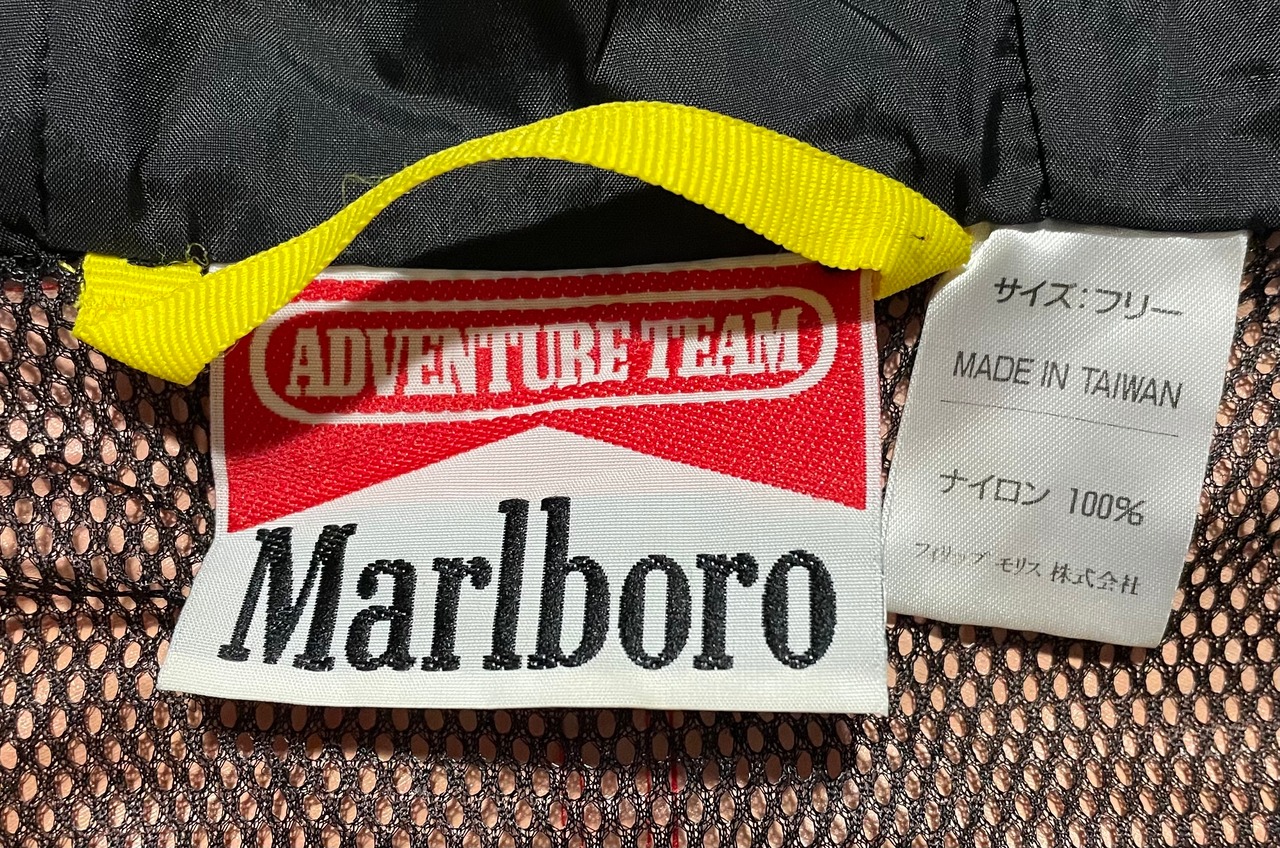 ADVENTURE TEAM
Marlboro
サイズ:フリー
MADE IN TAIWAN
ナイロン 100%
フィリップ モリス 株式会社